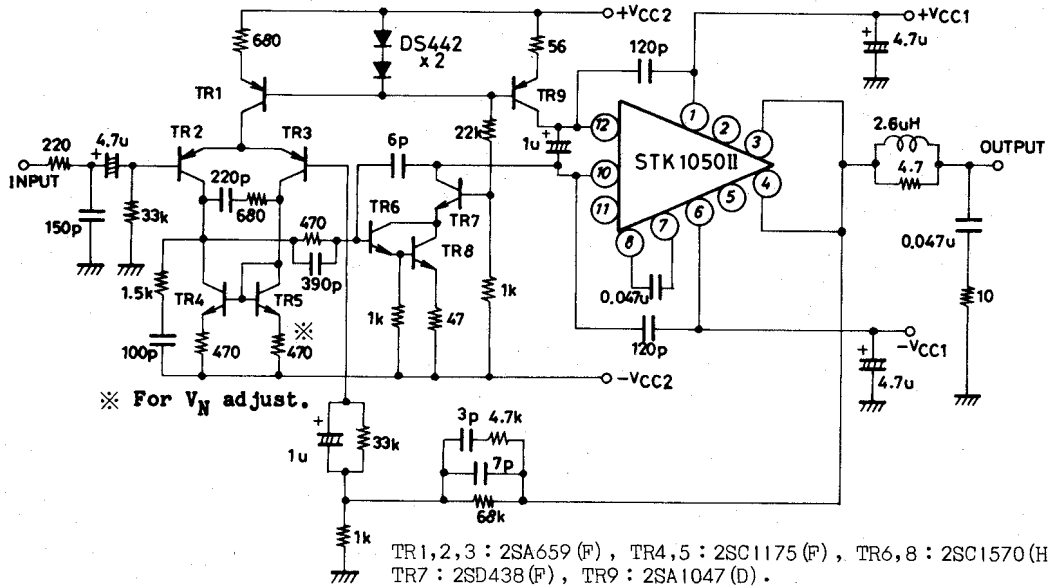 +VCC2
+VCC1
680
DS442
x 2
56
120p
4.7u
+
TR1
TR9
TR2
TR3
22k
1u
+
12
1
2
3
2.6uH
220
4.7u
+
6p
STK1050II
OUTPUT
INPUT
220p
10
4.7
4
680
TR7
11
5
150p
33k
TR6
6
470
TR8
8
7
0.047u
1.5k
TR4
TR5
390p
0.047u
1k
10
※
1k
47
100p
470
470
120p
-VCC1
+
-VCC2
4.7u
※ For VN adjust.
3p
4.7k
+
33k
1u
7p
68k
1k
TR1,2,3 : 2SA659(F) , TR4,5 : 2SC1175(F) , TR6,8 : 2SC1570(H
TR7 : 2SD438(F) , TR9 : 2SA1047(D) .